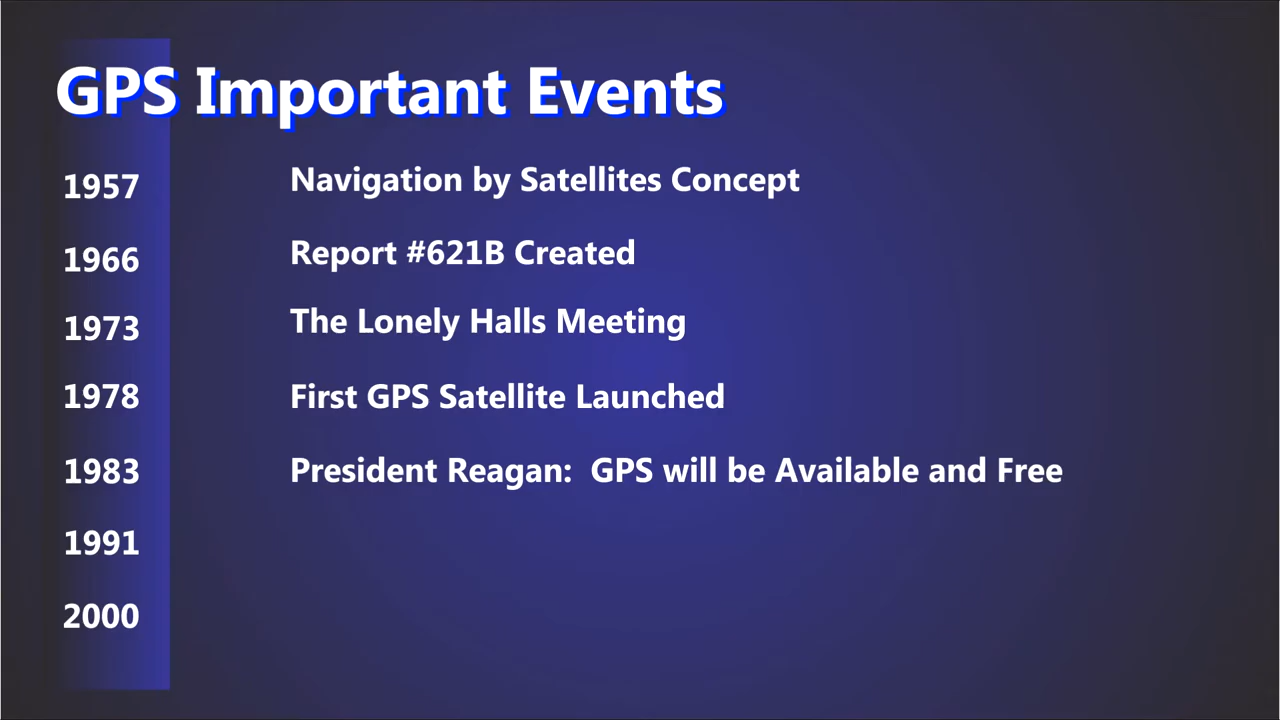 GPS Important Events
1957 Navigation by Satellites Concept
1966 Report #621B Created
1973 The Lonely Halls Meeting
1978 First GPS Satellite Launched
1983 President Reagan:  GPS will be Available and Free
1991
2000